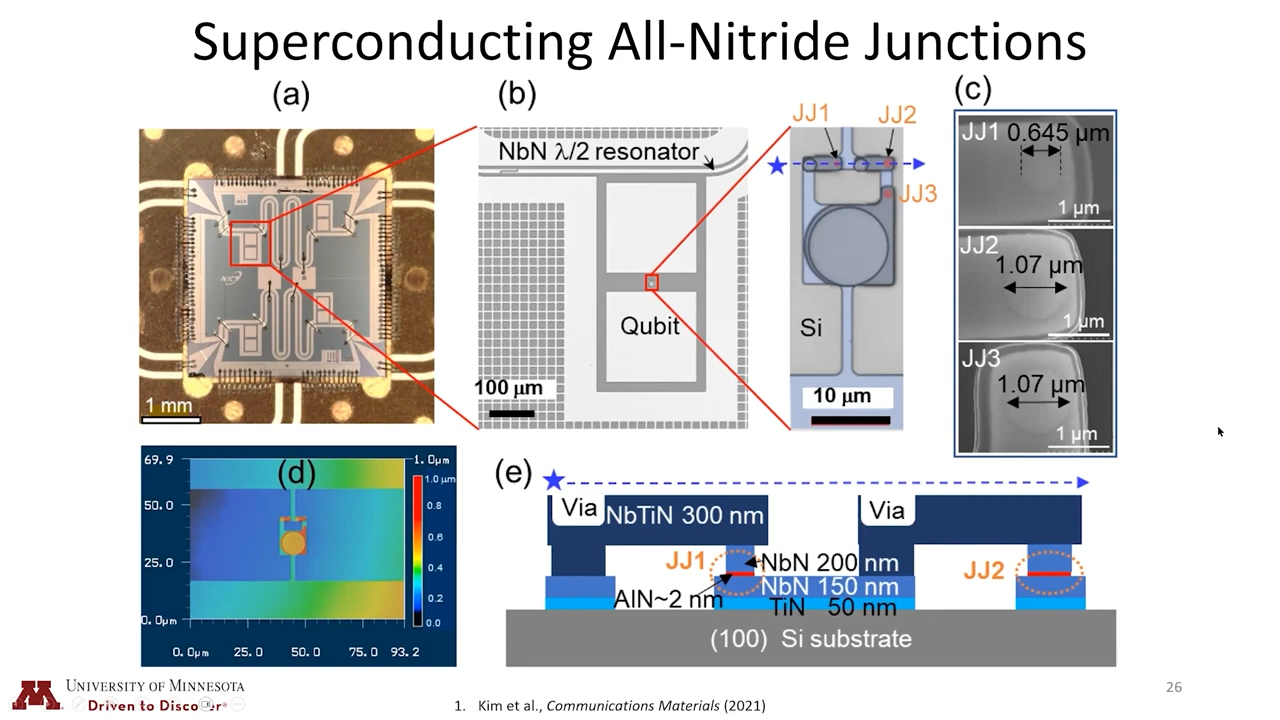 Superconducting All-Nitride Junctions
(a)
(b)
(c)
NICT
1 mm
NbN λ/2 resonator
Qubit
100 μm
JJ1
JJ2
JJ3
Si
10 μm
JJ1 0.645 μm
1 μm
JJ2
1.07 μm
1 μm
JJ3
1.07 μm
1 μm
(d)
69.9
50.0
25.0
0.0μm
0.0μm 25.0 50.0 75.0 93.2
1.0μm
1.0 μm
0.8
0.6
0.4
0.2
0.0
(e)
Via
NbTiN 300 nm
Via
JJ1
NbN 200 nm
JJ2
NbN 150 nm
AlN~2 nm
TiN 50 nm
(100) Si substrate
UNIVERSITY OF MINNESOTA
Driven to Discover
26
1. Kim et al., Communications Materials (2021)